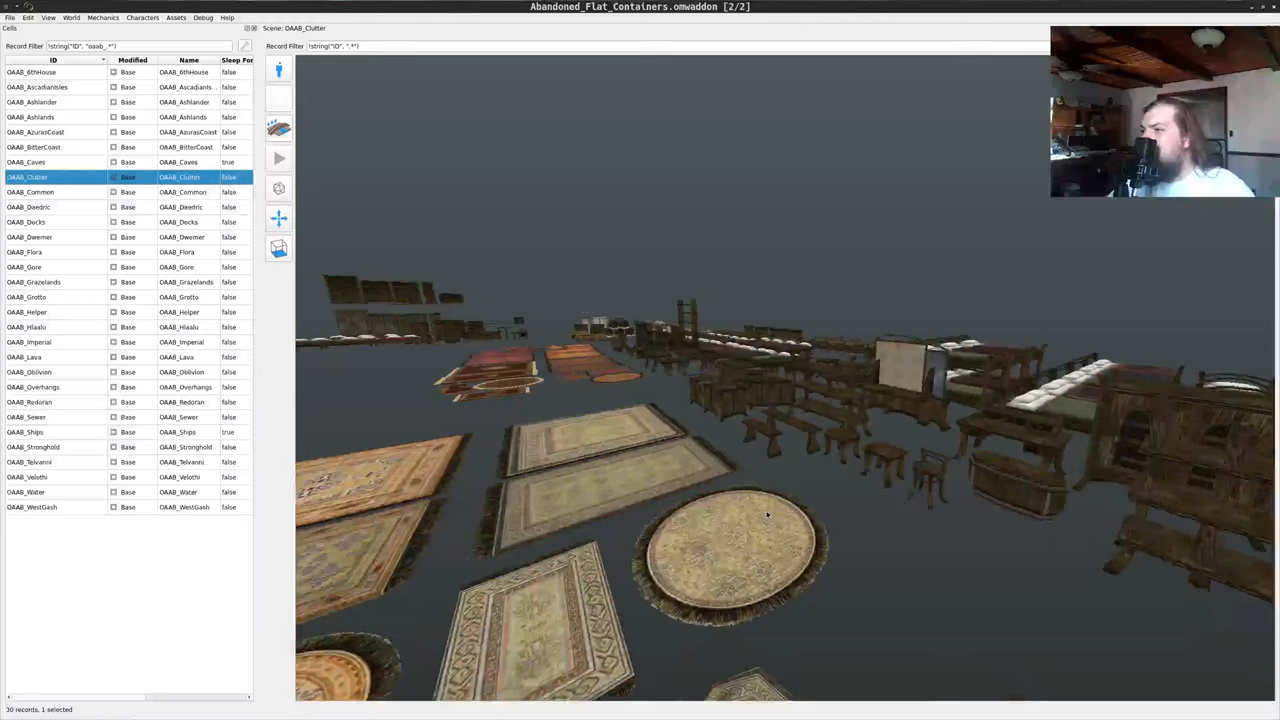 Abandoned_Flat_Containers.omwaddon [2/2]
File Edit View World Mechanics Characters Assets Debug Help
Cells
Scene: OAAB_Clutter
Record Filter !string("ID", "oaab_.*")
Record Filter !string("ID", ".*")
ID Modified Name Sleep For
OAAB_6thHouse Base OAAB_6thHouse false
OAAB_AscadianIsles Base OAAB_AscadianIs... false
OAAB_Ashlander Base OAAB_Ashlander false
OAAB_Ashlands Base OAAB_Ashlands false
OAAB_AzurasCoast Base OAAB_AzurasCoast false
OAAB_BitterCoast Base OAAB_BitterCoast false
OAAB_Caves Base OAAB_Caves true
OAAB_Clutter Base OAAB_Clutter false
OAAB_Common Base OAAB_Common false
OAAB_Daedric Base OAAB_Daedric false
OAAB_Docks Base OAAB_Docks false
OAAB_Dwemer Base OAAB_Dwemer false
OAAB_Flora Base OAAB_Flora false
OAAB_Gore Base OAAB_Gore false
OAAB_Grazelands Base OAAB_Grazelands false
OAAB_Grotto Base OAAB_Grotto false
OAAB_Helper Base OAAB_Helper false
OAAB_Hlaalu Base OAAB_Hlaalu false
OAAB_Imperial Base OAAB_Imperial false
OAAB_Lava Base OAAB_Lava false
OAAB_Oblivion Base OAAB_Oblivion false
OAAB_Overhangs Base OAAB_Overhangs false
OAAB_Redoran Base OAAB_Redoran false
OAAB_Sewer Base OAAB_Sewer false
OAAB_Ships Base OAAB_Ships true
OAAB_Stronghold Base OAAB_Stronghold false
OAAB_Telvanni Base OAAB_Telvanni false
OAAB_Velothi Base OAAB_Velothi false
OAAB_Water Base OAAB_Water false
OAAB_WestGash Base OAAB_WestGash false
30 records, 1 selected